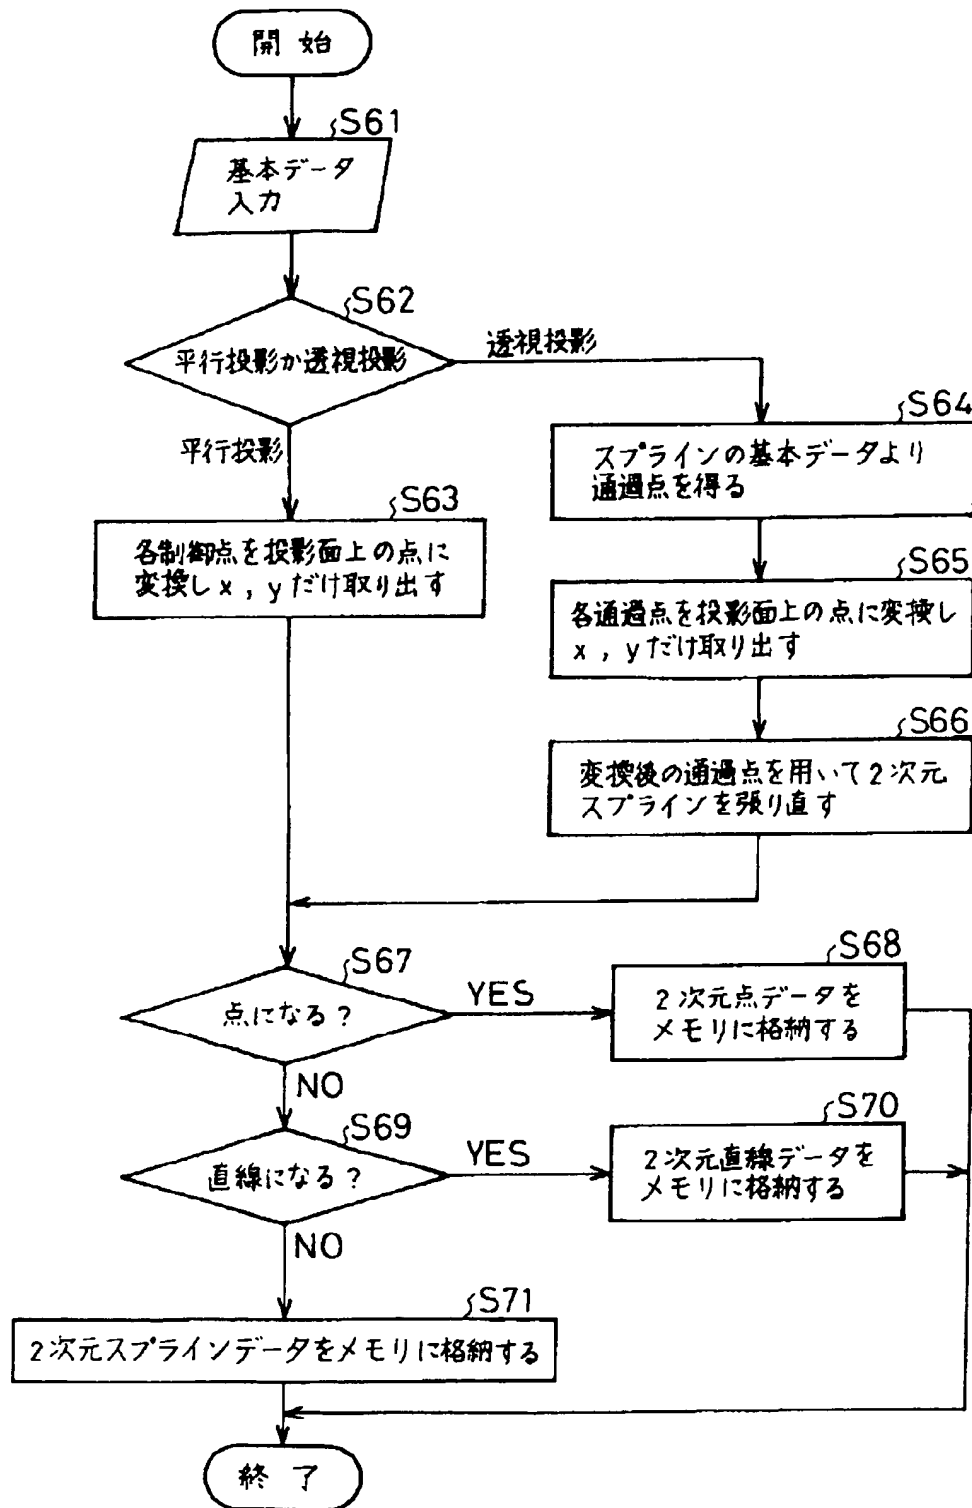 開始
S61
基本データ
入力
S62
平行投影か透視投影
透視投影
平行投影
S63
各制御点を投影面上の点に
変換しx,yだけ取り出す
S64
スプラインの基本データより
通過点を得る
S65
各通過点を投影面上の点に変換し
x,yだけ取り出す
S66
変換後の通過点を用いて2次元
スプラインを張り直す
S67
点になる?
YES
S68
2次元点データを
メモリに格納する
NO
S69
直線になる?
YES
S70
2次元直線データを
メモリに格納する
NO
S71
2次元スプラインデータをメモリに格納する
終了